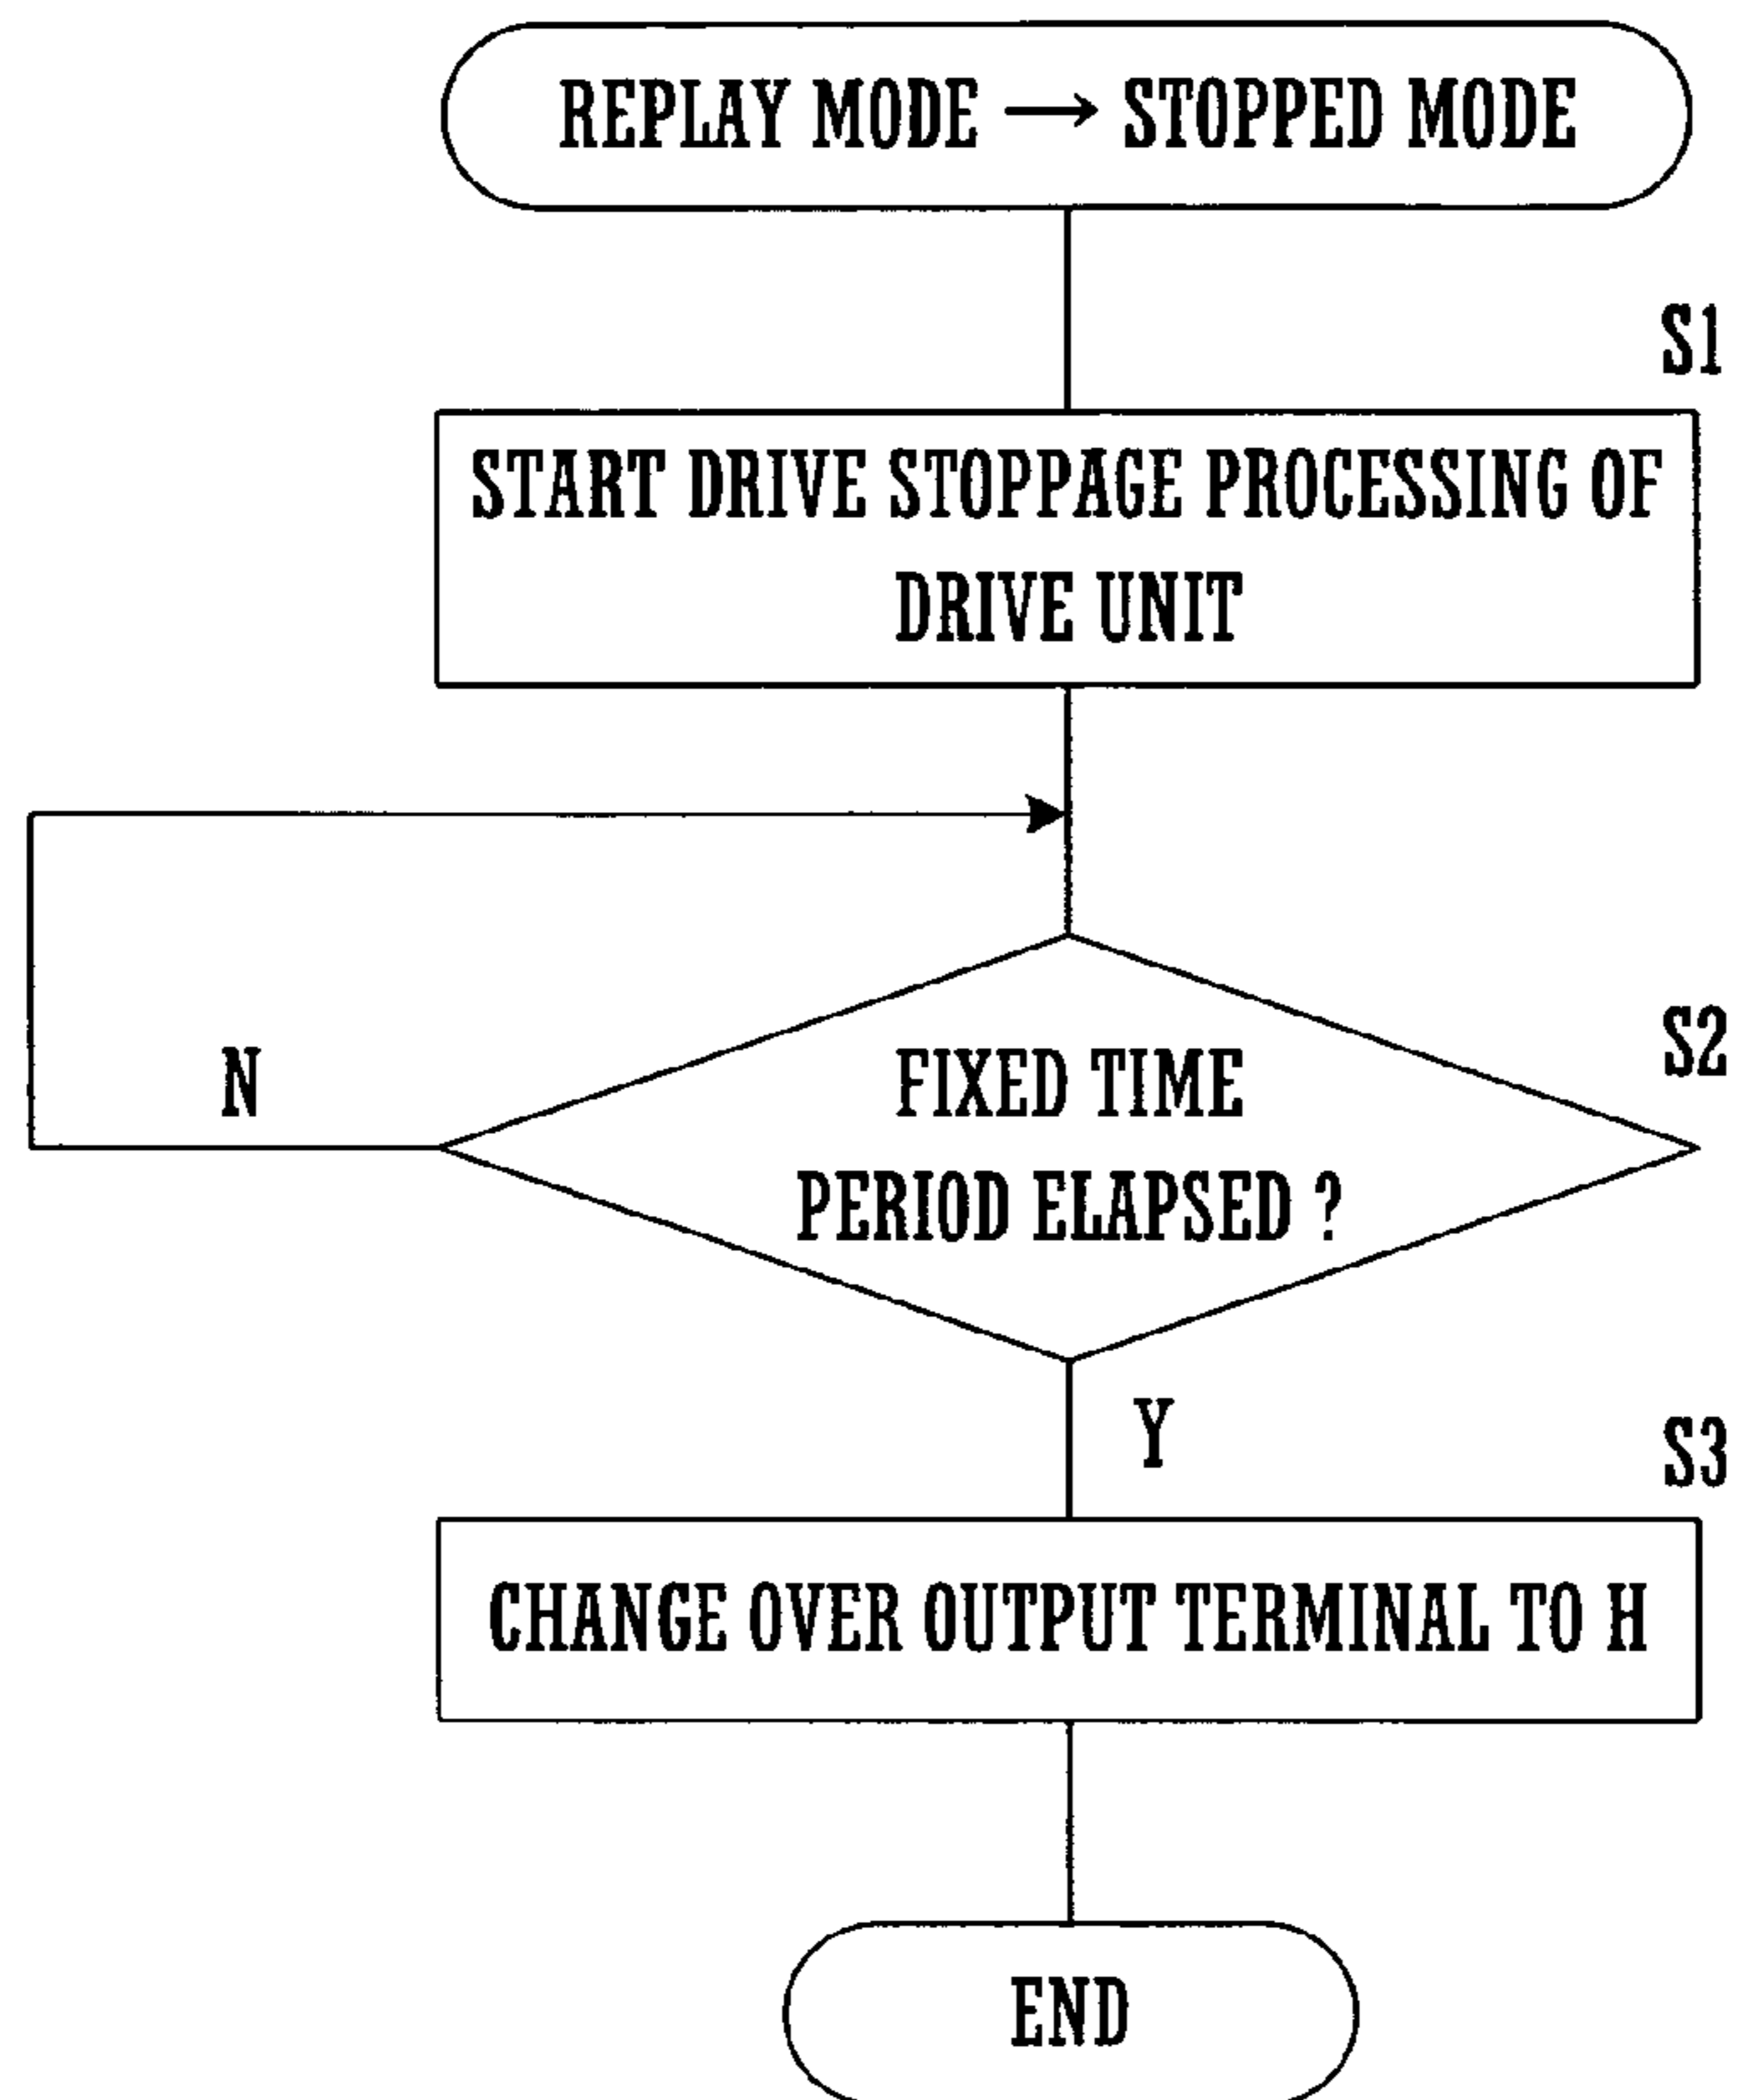 REPLAY MODE → STOPPED MODE
S1
START DRIVE STOPPAGE PROCESSING OF
DRIVE UNIT
S2
N
FIXED TIME
PERIOD ELAPSED ?
Y
S3
CHANGE OVER OUTPUT TERMINAL TO H
END